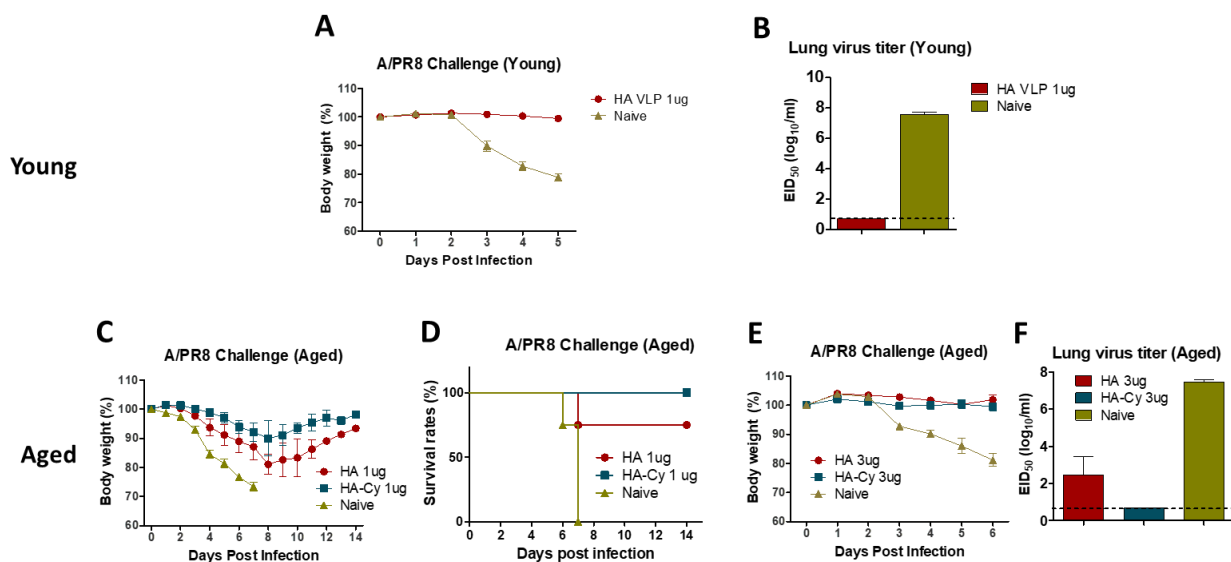 A
A/PR8 Challenge (Young)
Body weight (%)
110
100
90
80
70
60
0 1 2 3 4 5
Days Post Infection
HA VLP 1ug
Naive
B
Lung virus titer (Young)
EID50 (log10/ml)
10
8
6
4
2
0
HA VLP 1ug
Naive
Young
C
A/PR8 Challenge (Aged)
Body weight (%)
110
100
90
80
70
60
0 2 4 6 8 10 12 14
Days Post Infection
HA 1ug
HA-Cy 1ug
Naive
D
A/PR8 Challenge (Aged)
Survival rates (%)
100
50
0
0 2 4 6 8 10 12 14
Days post infection
HA 1ug
HA-Cy 1 ug
Naive
E
A/PR8 Challenge (Aged)
Body weight (%)
110
100
90
80
70
60
0 1 2 3 4 5 6
Days Post Infection
HA 3ug
HA-Cy 3ug
Naive
F
Lung virus titer (Aged)
EID50 (log10/ml)
8
6
4
2
0
HA 3ug
HA-Cy 3ug
Naive
Aged